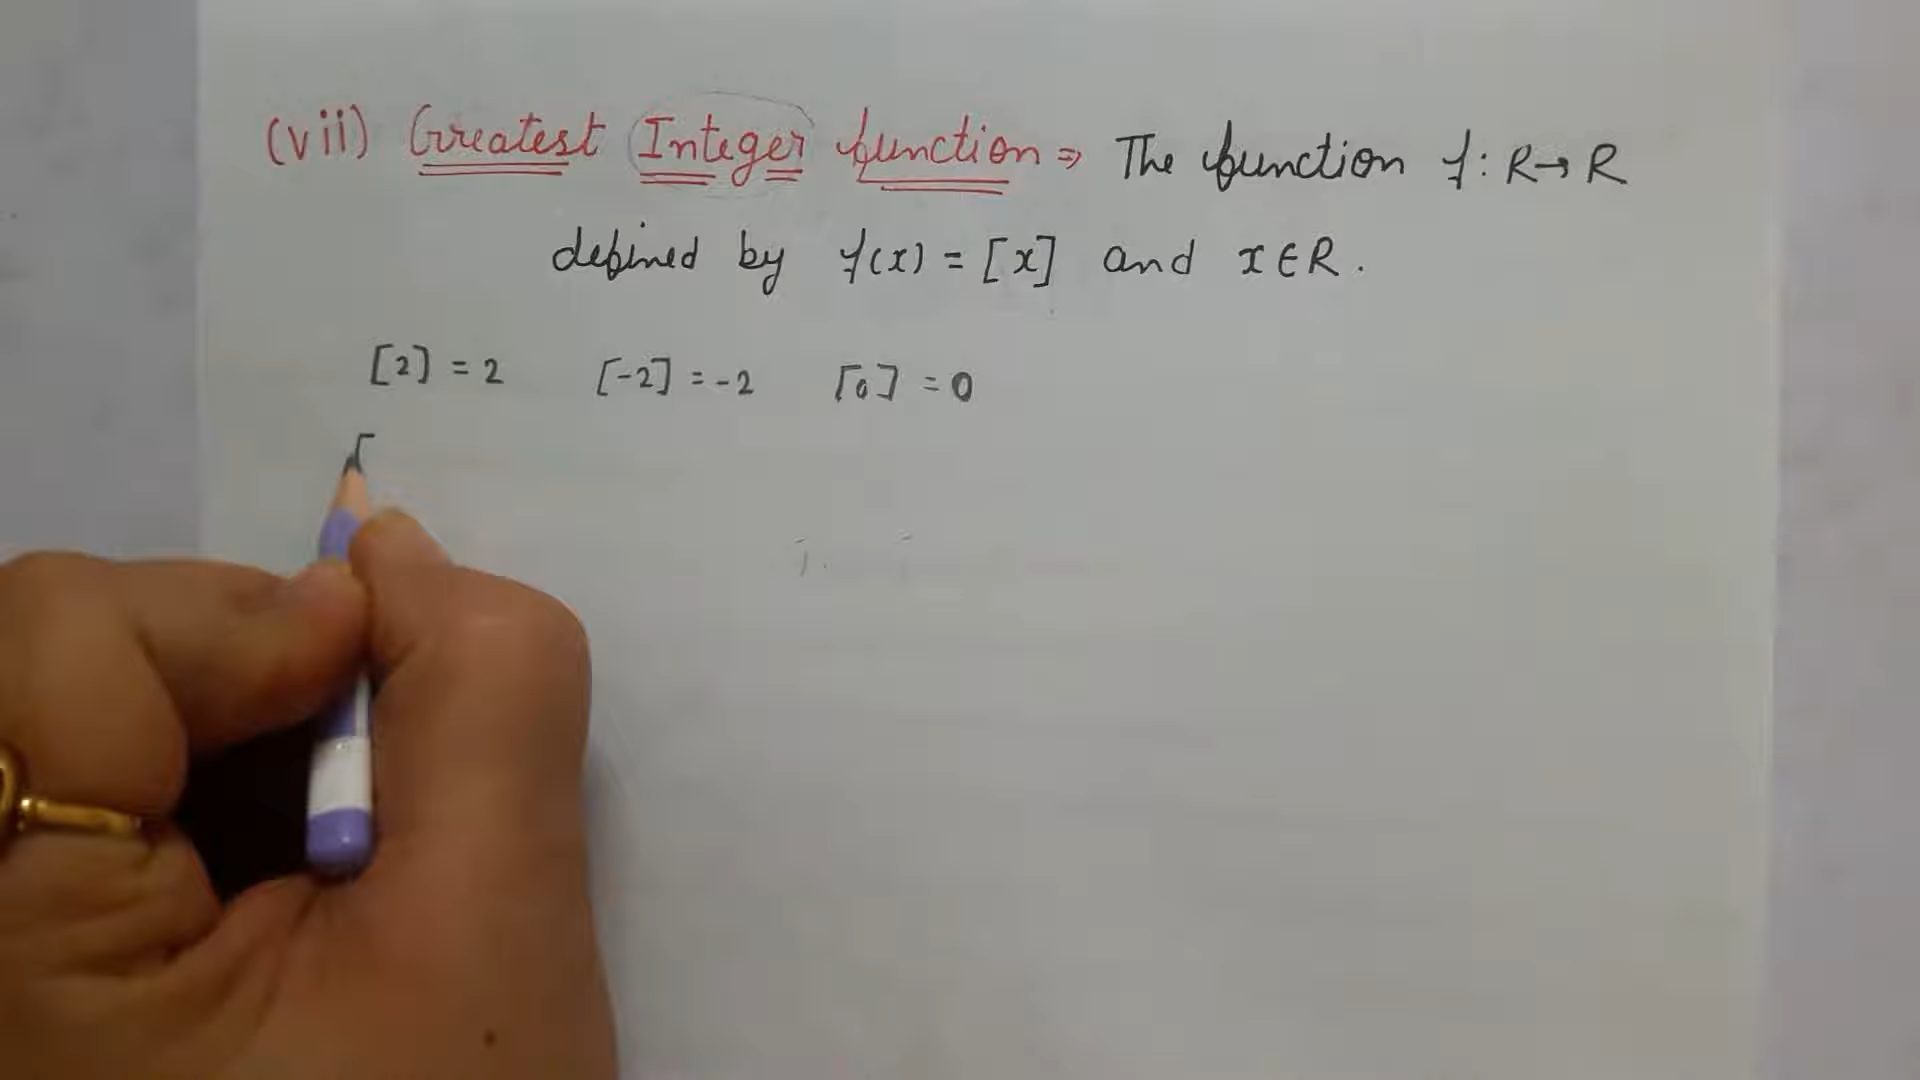 (vii) Greatest Integer function ⇒ The function f: R→R
defined by f(x) = [x] and x∈R.
[2] = 2 [-2] = -2 [0] = 0
[